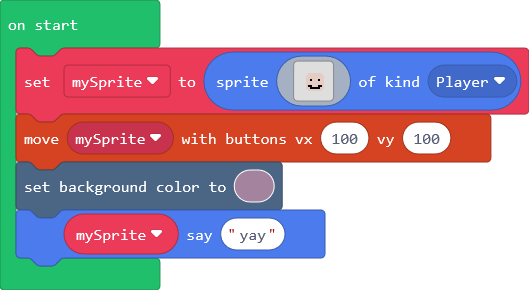 on start
set mySprite to sprite of kind Player
move mySprite with buttons vx 100 vy 100
set background color to
mySprite say "yay"